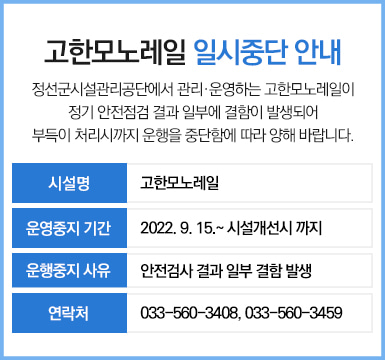 고한모노레일 일시중단 안내
정선군시설관리공단에서 관리·운영하는 고한모노레일이
정기 안전점검 결과 일부에 결함이 발생되어
부득이 처리시까지 운행을 중단함에 따라 양해 바랍니다.
시설명 고한모노레일
운영중지 기간 2022. 9. 15.~ 시설개선시 까지
운행중지 사유 안전검사 결과 일부 결함 발생
연락처 033-560-3408, 033-560-3459